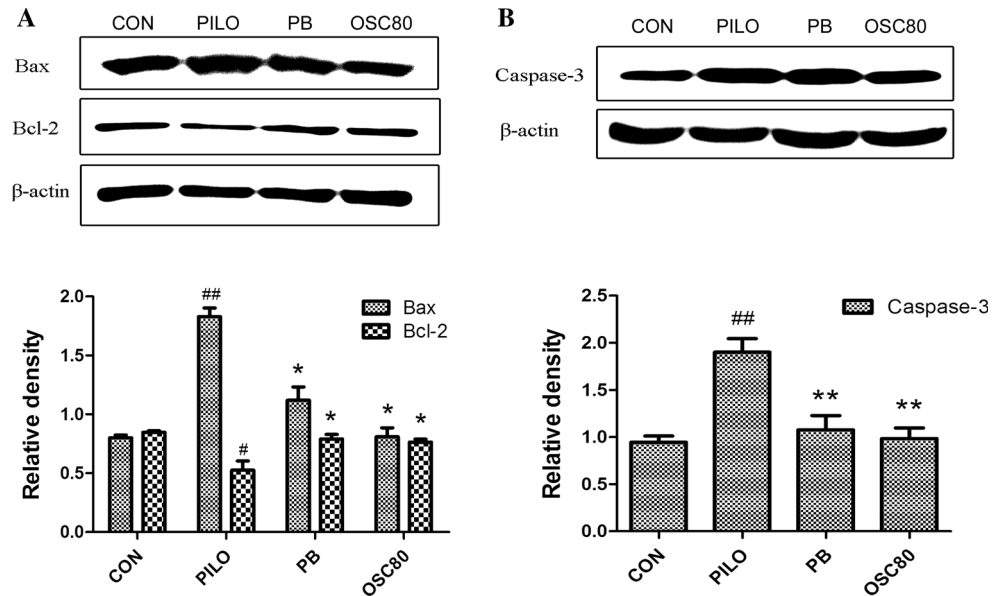 A
CON PILO PB OSC80
Bax
Bcl-2
β-actin
B
CON PILO PB OSC80
Caspase-3
β-actin
Relative density
2.0
1.5
1.0
0.5
0.0
##
#
*
*
*
*
Bax
Bcl-2
CON PILO PB OSC80
Relative density
2.5
2.0
1.5
1.0
0.5
0.0
##
**
**
Caspase-3
CON PILO PB OSC80